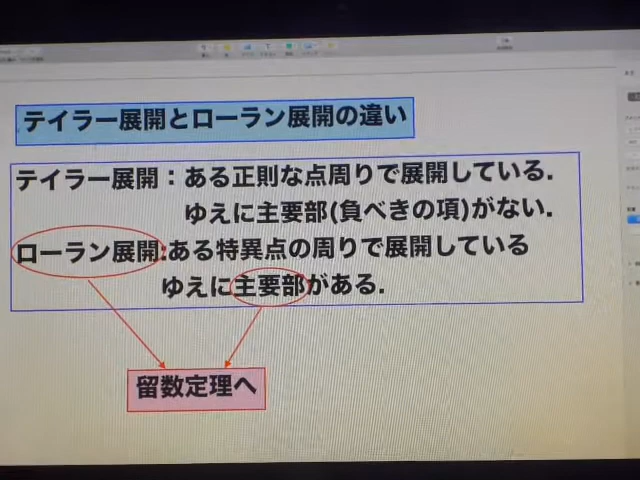 テイラー展開とローラン展開の違い
テイラー展開：ある正則な点周りで展開している.
ゆえに主要部(負べきの項)がない.
ローラン展開:ある特異点の周りで展開している
ゆえに主要部がある.
留数定理へ